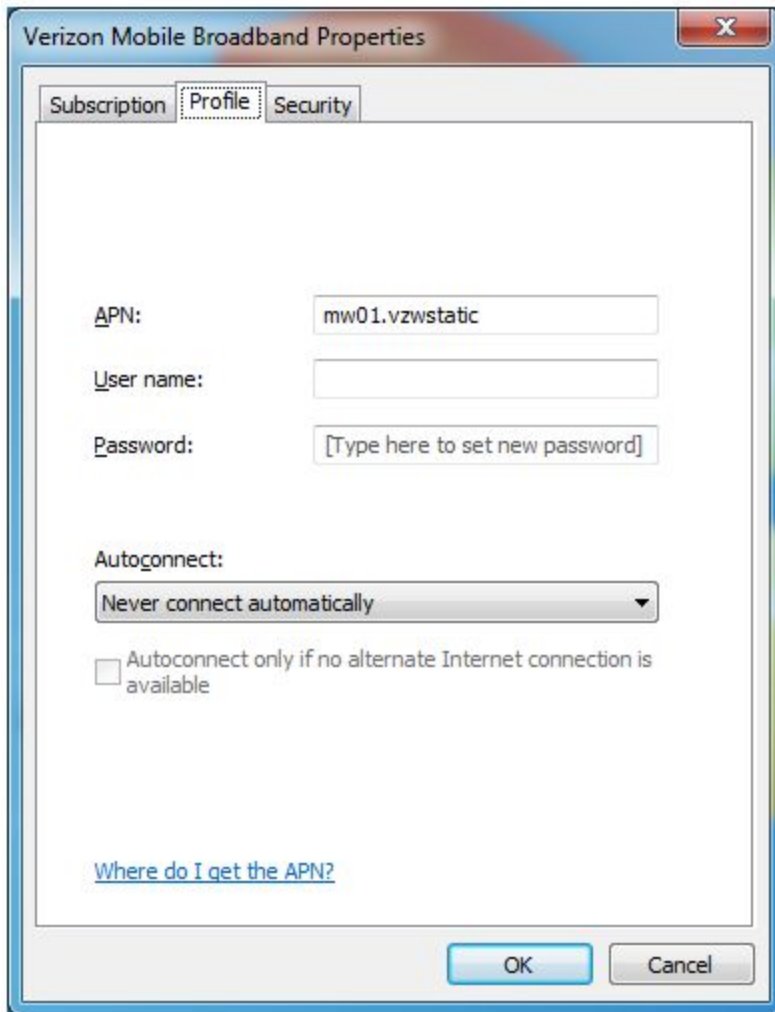 Verizon Mobile Broadband Properties
X
Subscription Profile Security
APN: mw01.vzwstatic
User name:
Password: [Type here to set new password]
Autoconnect:
Never connect automatically
Autoconnect only if no alternate Internet connection is
available
Where do I get the APN?
OK Cancel